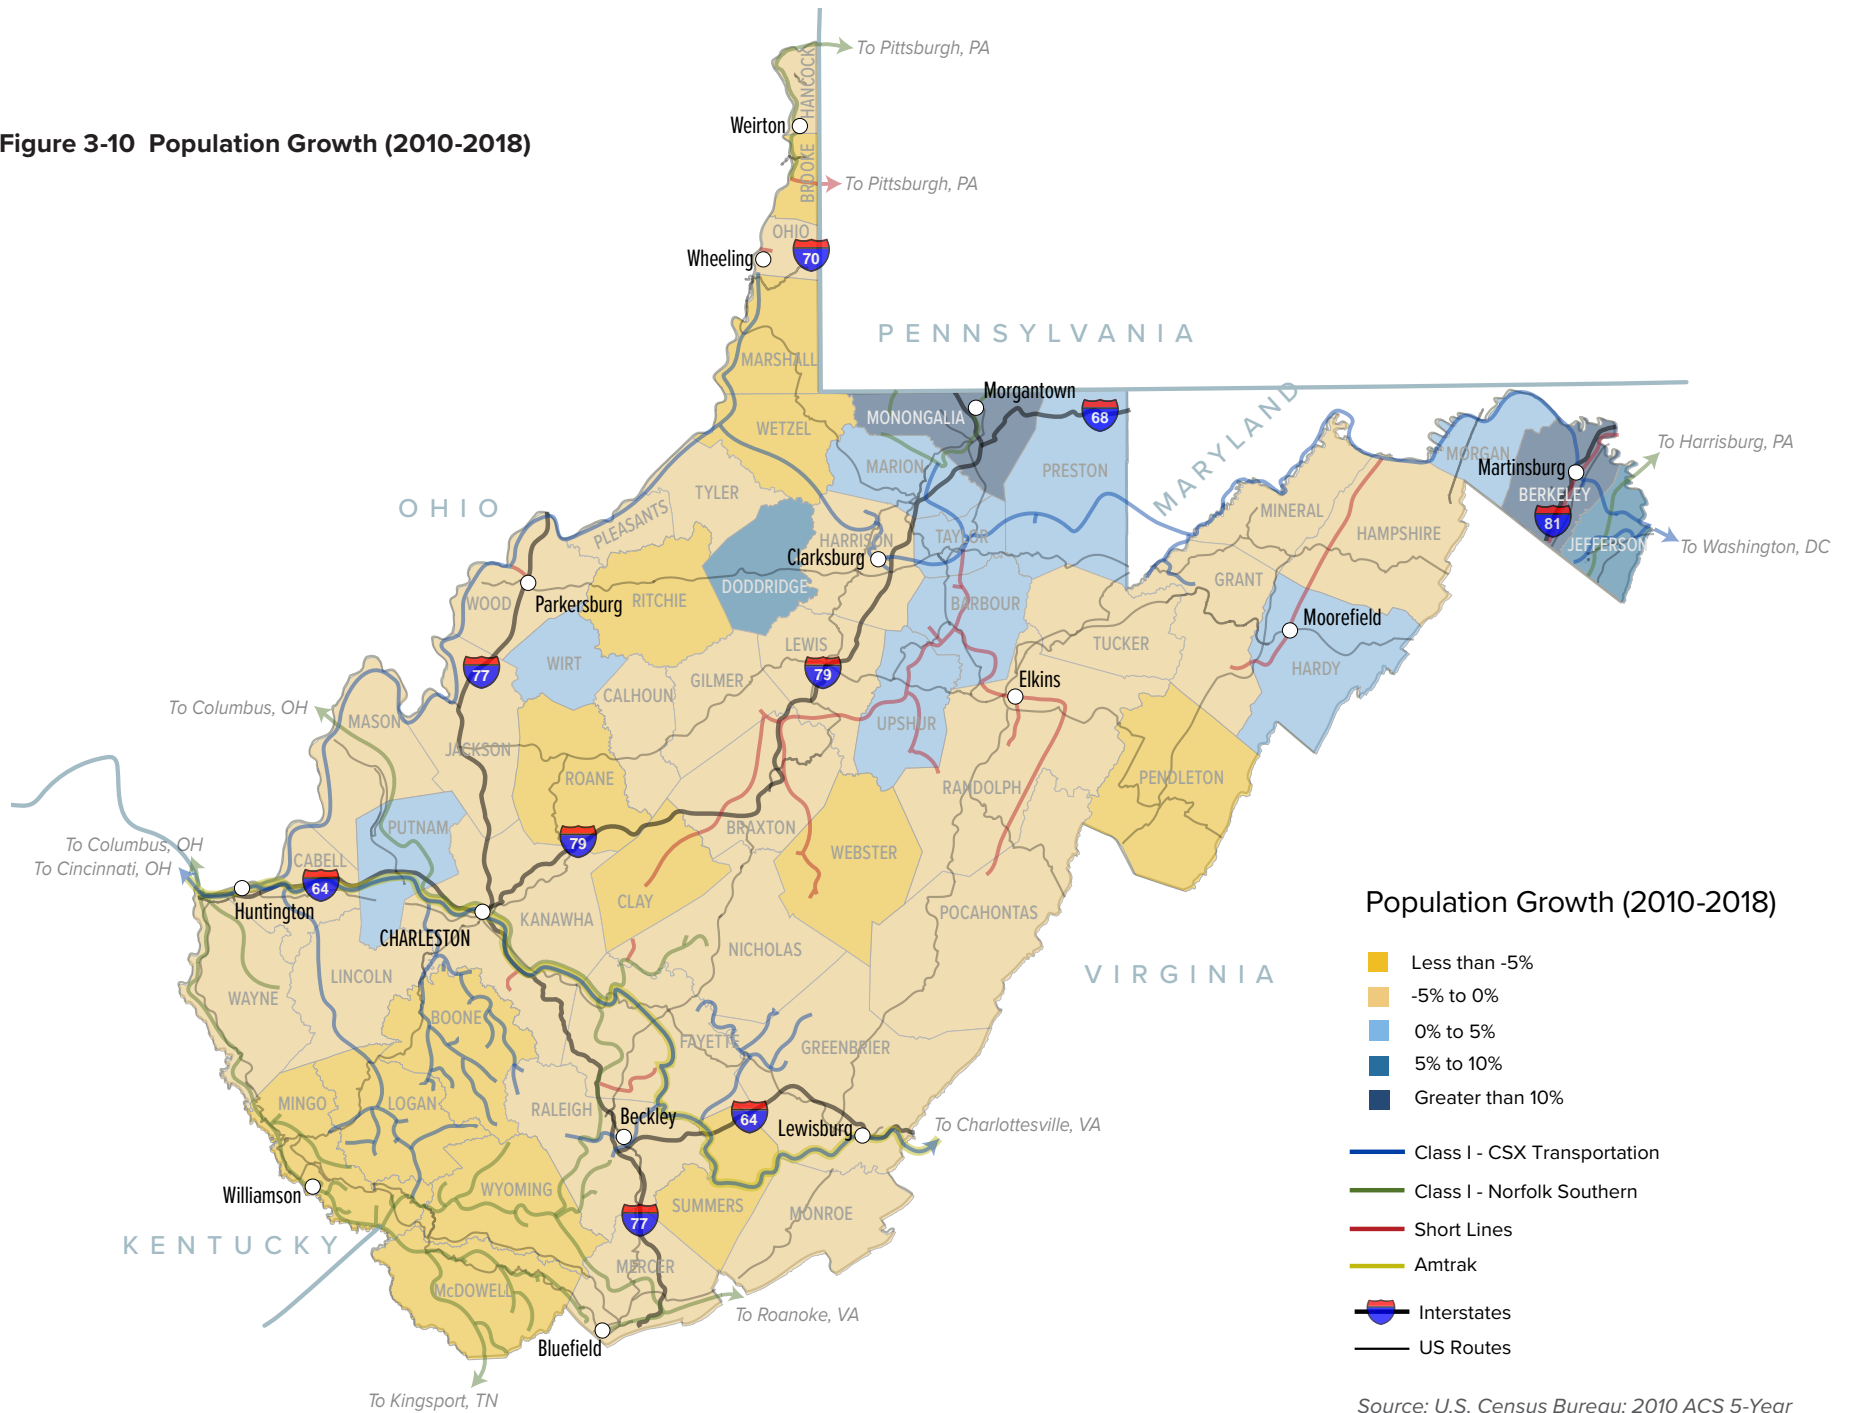 Figure 3-10 Population Growth (2010-2018)
To Pittsburgh, PA
HANCOCK
Weirton
BROOKE
To Pittsburgh, PA
OHIO
Wheeling
70
PENNSYLVANIA
MARSHALL
Morgantown
MONONGALIA
68
WETZEL
MARYLAND
MORGAN
To Harrisburg, PA
Martinsburg
BERKELEY
81
JEFFERSON
To Washington, DC
MARION
PRESTON
TYLER
OHIO
PLEASANTS
MINERAL
HAMPSHIRE
HARRISON
TAYLOR
Clarksburg
DODDRIDGE
GRANT
WOOD
Parkersburg
RITCHIE
BARBOUR
Moorefield
LEWIS
TUCKER
WIRT
77
79
HARDY
GILMER
CALHOUN
Elkins
To Columbus, OH
MASON
UPSHUR
JACKSON
ROANE
RANDOLPH
PENDLETON
PUTNAM
BRAXTON
79
To Columbus, OH
To Cincinnati, OH
CABELL
WEBSTER
64
Huntington
CLAY
KANAWHA
POCAHONTAS
CHARLESTON
NICHOLAS
LINCOLN
VIRGINIA
WAYNE
BOONE
FAYETTE
GREENBRIER
MINGO
LOGAN
RALEIGH
Beckley
64
Lewisburg
To Charlottesville, VA
Williamson
WYOMING
SUMMERS
MONROE
77
KENTUCKY
MERCER
McDOWELL
To Roanoke, VA
Bluefield
To Kingsport, TN
Population Growth (2010-2018)
Less than -5%
-5% to 0%
0% to 5%
5% to 10%
Greater than 10%
Class I - CSX Transportation
Class I - Norfolk Southern
Short Lines
Amtrak
Interstates
US Routes
Source: U.S. Census Bureau: 2010 ACS 5-Year